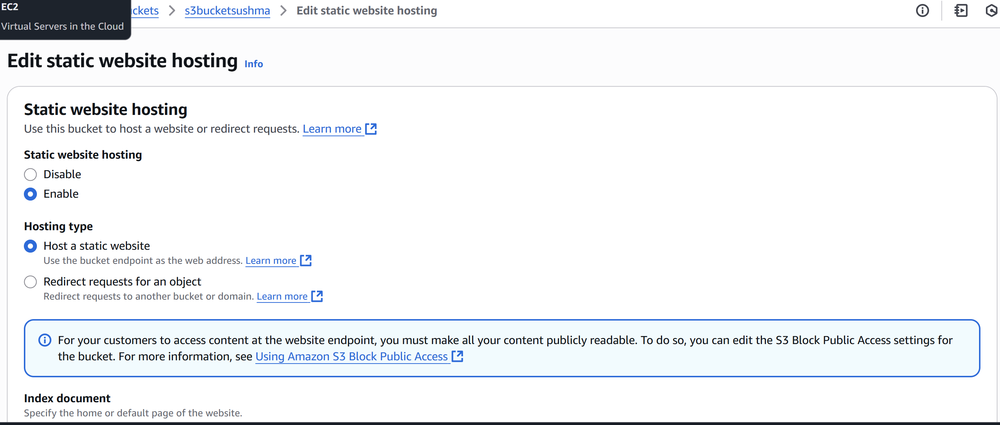 EC2
Virtual Servers in the Cloud
ckets > s3bucketsushma > Edit static website hosting
Edit static website hosting Info
Static website hosting
Use this bucket to host a website or redirect requests. Learn more
Static website hosting
Disable
Enable
Hosting type
Host a static website
Use the bucket endpoint as the web address. Learn more
Redirect requests for an object
Redirect requests to another bucket or domain. Learn more
For your customers to access content at the website endpoint, you must make all your content publicly readable. To do so, you can edit the S3 Block Public Access settings for
the bucket. For more information, see Using Amazon S3 Block Public Access
Index document
Specify the home or default page of the website.